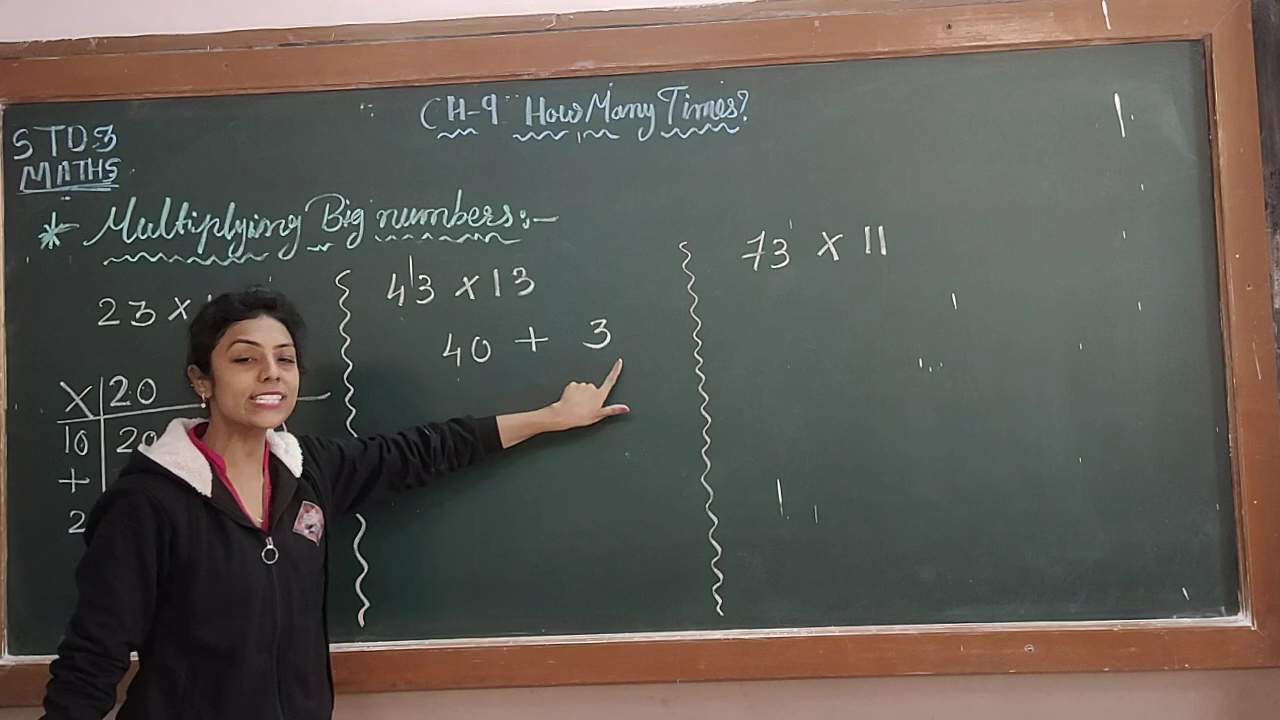 CH-9 How Many Times?
STD:3
MATHS
* Multiplying Big numbers:-
23 x
x 20
10 20
+
2
43 x 13
40 + 3
73 x 11